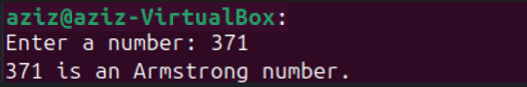 aziz@aziz-VirtualBox:
Enter a number: 371
371 is an Armstrong number.